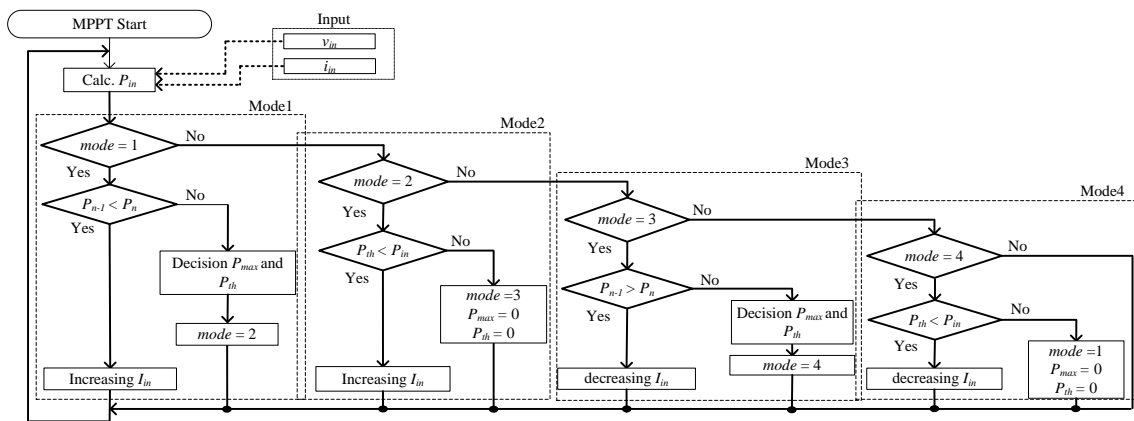 MPPT Start
Input
v_in
i_in
Calc. P_in
Mode1
mode = 1
No
Yes
P_n-1 < P_n
No
Yes
Decision P_max and
P_th
mode = 2
Increasing I_in
Mode2
mode = 2
No
Yes
P_th < P_in
No
Yes
mode =3
P_max = 0
P_th = 0
Increasing I_in
Mode3
mode = 3
No
Yes
P_n-1 > P_n
No
Yes
Decision P_max and
P_th
mode = 4
decreasing I_in
Mode4
mode = 4
No
Yes
P_th < P_in
No
Yes
mode =1
P_max = 0
P_th = 0
decreasing I_in